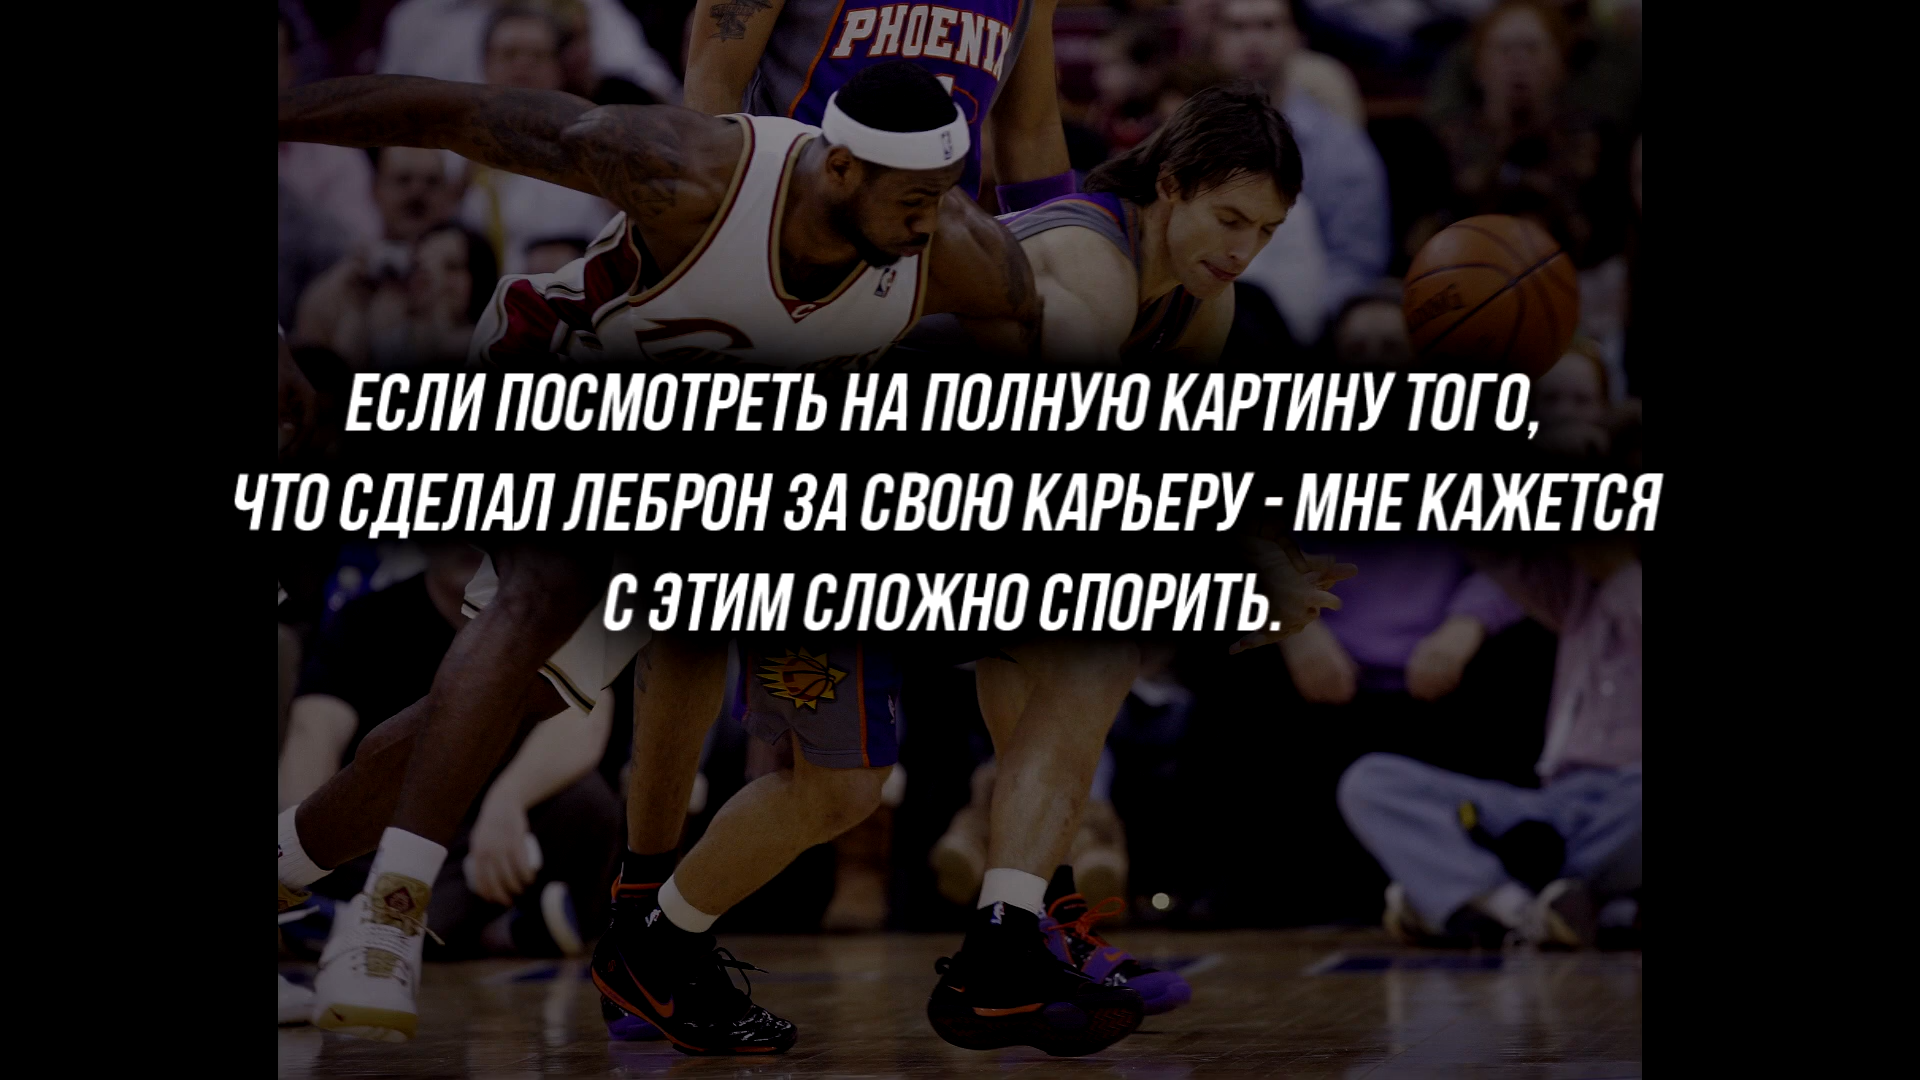 PHOENIX
ЕСЛИ ПОСМОТРЕТЬ НА ПОЛНУЮ КАРТИНУ ТОГО,
ЧТО СДЕЛАЛ ЛЕБРОН ЗА СВОЮ КАРЬЕРУ - МНЕ КАЖЕТСЯ
С ЭТИМ СЛОЖНО СПОРИТЬ.